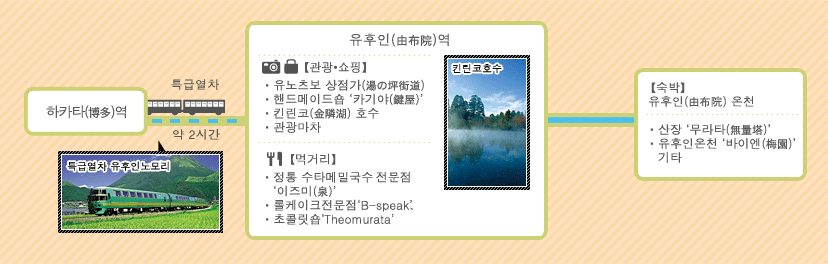 하카타(博多)역
특급열차
약 2시간
특급열차 유후인노모리
유후인(由布院)역
【관광•쇼핑】
· 유노츠보 상점가(湯の坪街道)
· 핸드메이드숍 ‘카기야(鍵屋)’
· 킨린코(金隣湖) 호수
· 관광마차
【먹거리】
· 정통 수타메밀국수 전문점
‘이즈미(泉)’
· 롤케이크전문점‘B-speak’.
· 초콜릿숍‘Theomurata’
킨린코호수
【숙박】
유후인(由布院) 온천
· 산장 ‘무라타(無量塔)’
· 유후인온천 ‘바이엔(梅園)’
기타